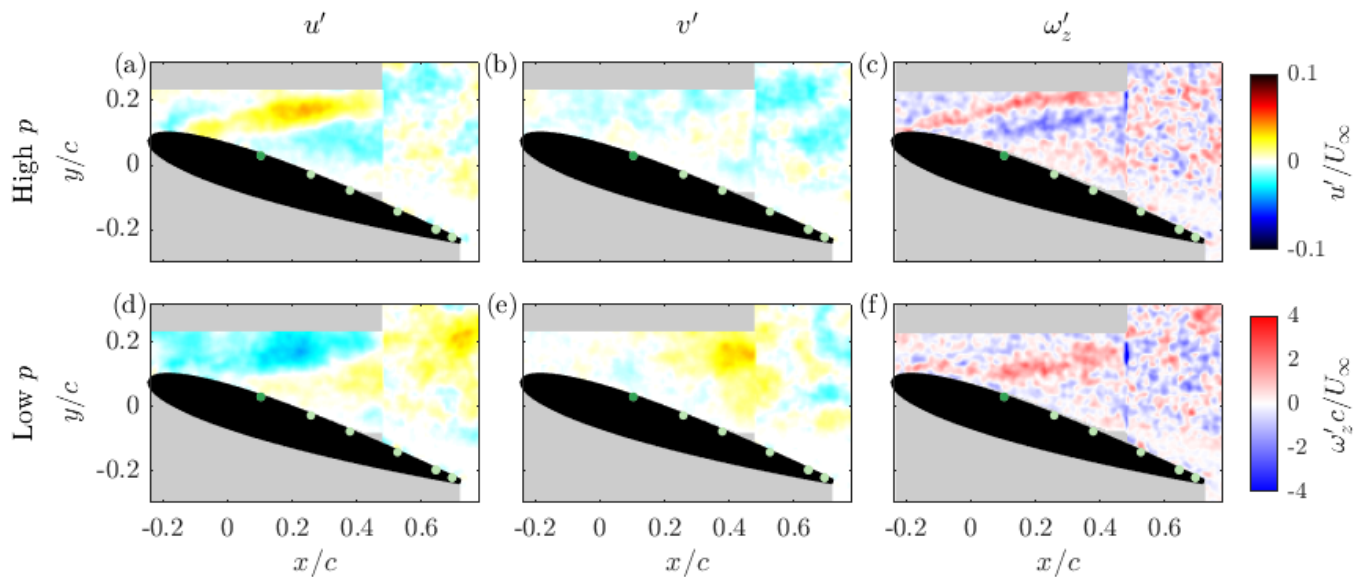 u′ v′ ω′z
High p
(a) (b) (c)
0.2
0
-0.2
y/c
0.1
0
-0.1
u′/U∞
Low p
(d) (e) (f)
0.2
0
-0.2
y/c
4
2
0
-2
-4
ω′z c/U∞
-0.2 0 0.2 0.4 0.6 -0.2 0 0.2 0.4 0.6 -0.2 0 0.2 0.4 0.6
x/c x/c x/c